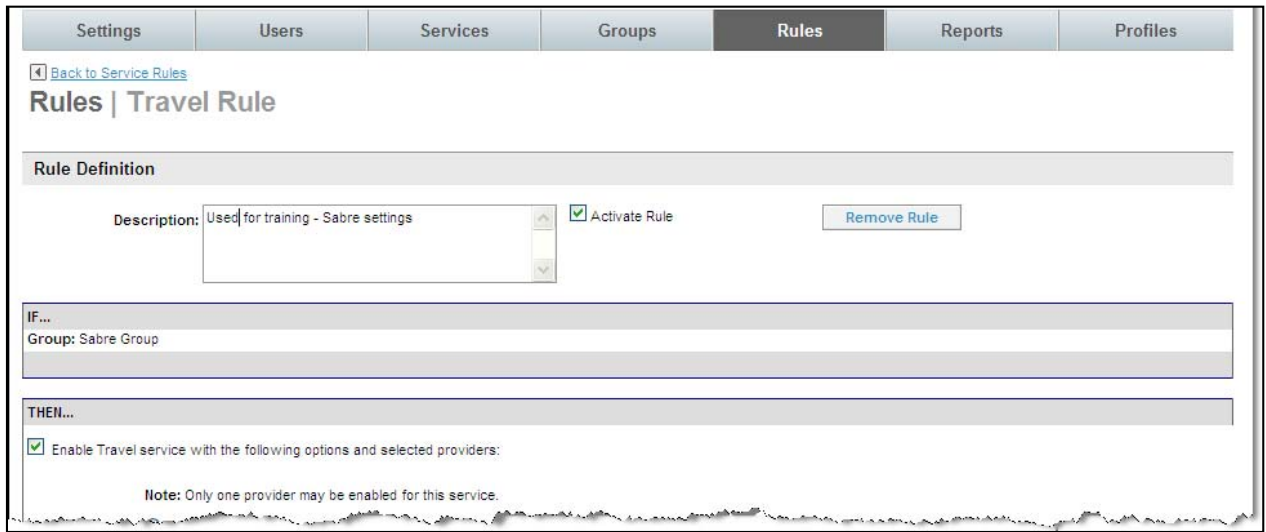 Settings Users Services Groups Rules Reports Profiles
Back to Service Rules
Rules | Travel Rule
Rule Definition
Description: Used for training - Sabre settings Activate Rule Remove Rule
IF...
Group: Sabre Group
THEN...
Enable Travel service with the following options and selected providers:
Note: Only one provider may be enabled for this service.